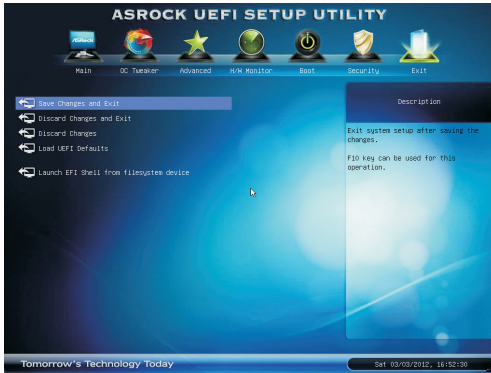 ASROCK UEFI SETUP UTILITY
ASRock
Main OC Tweaker Advanced H/W Monitor Boot Security Exit
Save Changes and Exit
Discard Changes and Exit
Discard Changes
Load UEFI Defaults
Launch EFI Shell from filesystem device
Description
Exit system setup after saving the
changes.
F10 key can be used for this
operation.
Tomorrow's Technology Today
Sat 03/03/2012, 16:52:30